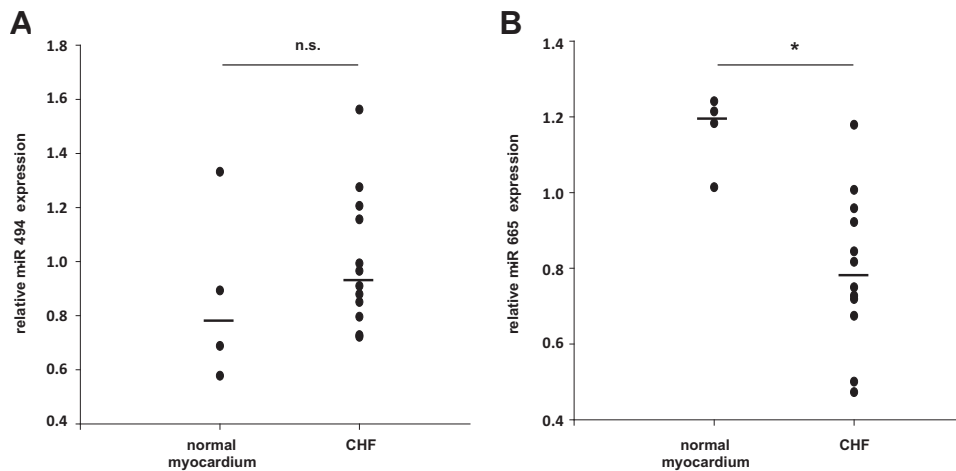 A
n.s.
1.8
1.6
1.4
1.2
1.0
0.8
0.6
0.4
relative miR 494 expression
normal
myocardium
CHF
B
*
1.4
1.2
1.0
0.8
0.6
0.4
relative miR 665 expression
normal
myocardium
CHF